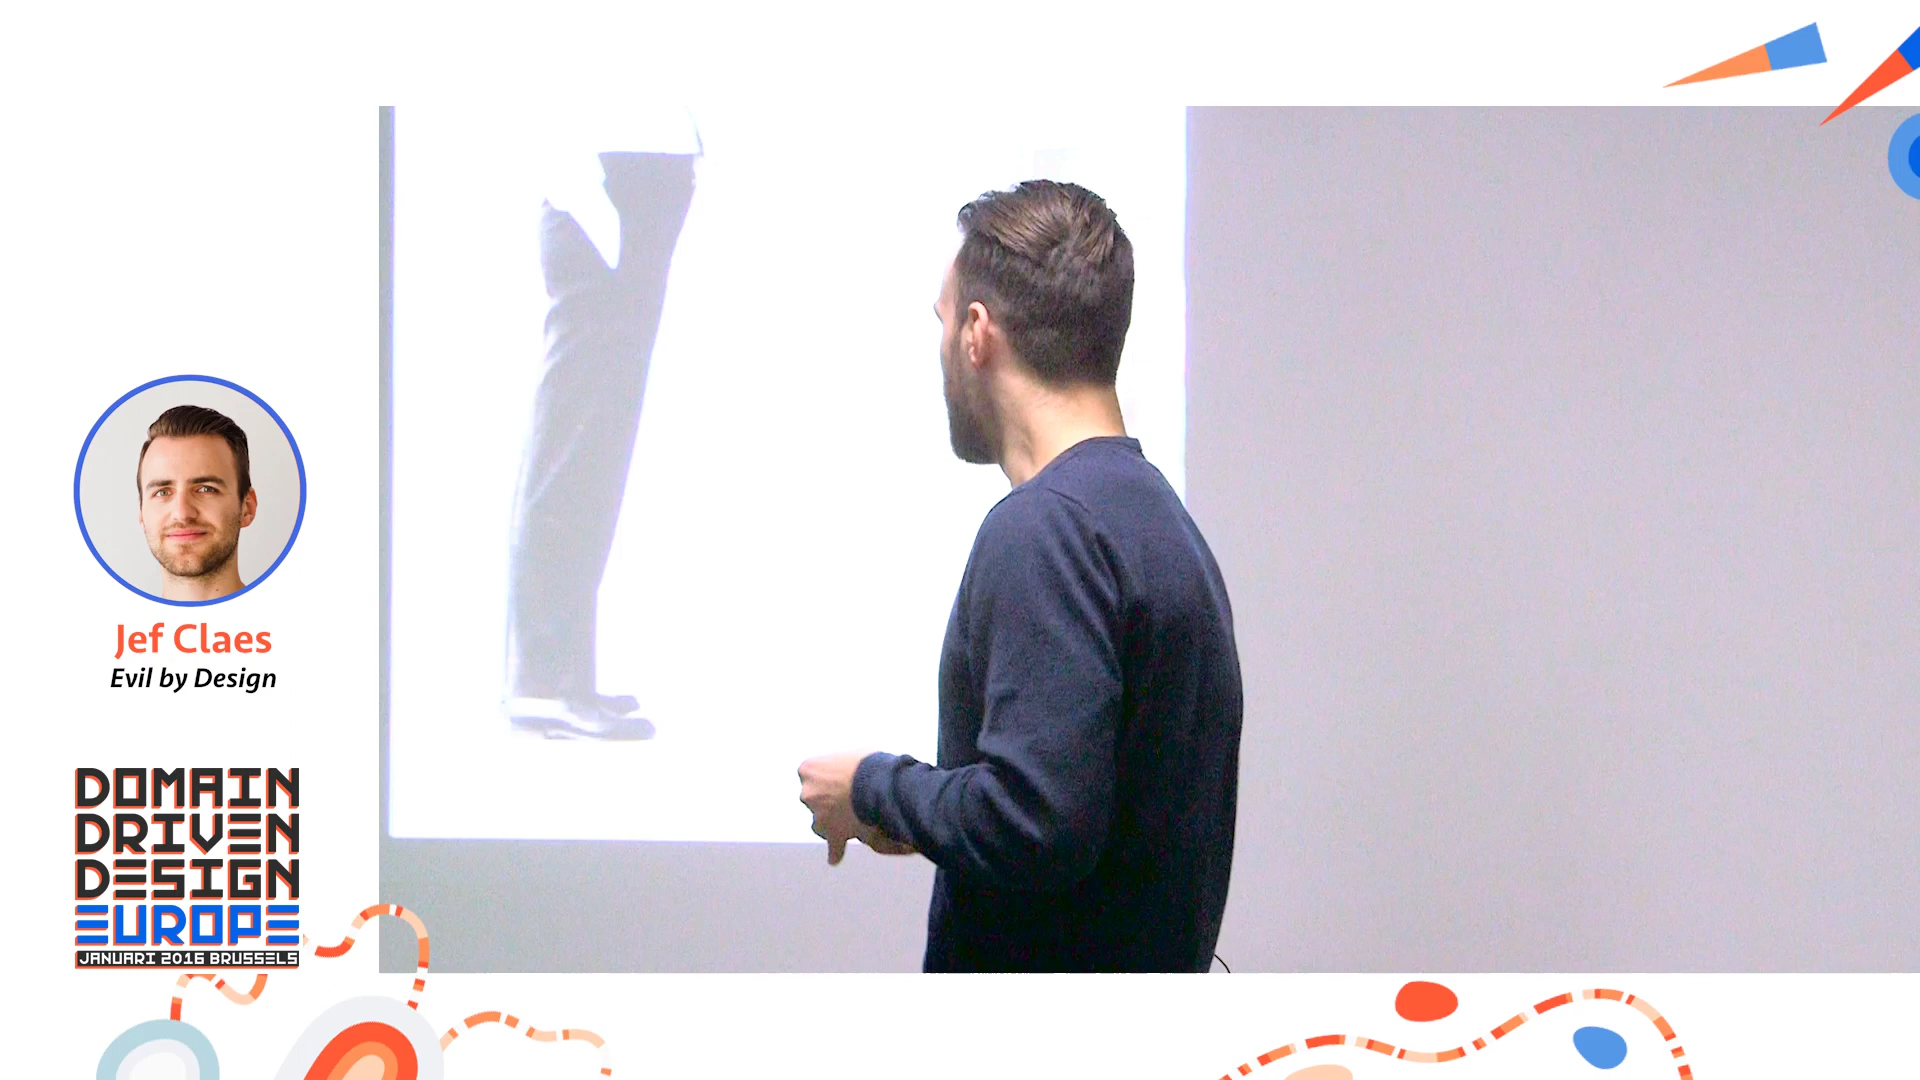 Jef Claes
Evil by Design
DOMAIN
DRIVEN
DESIGN
EUROPE
JANUARI 2016 BRUSSELS